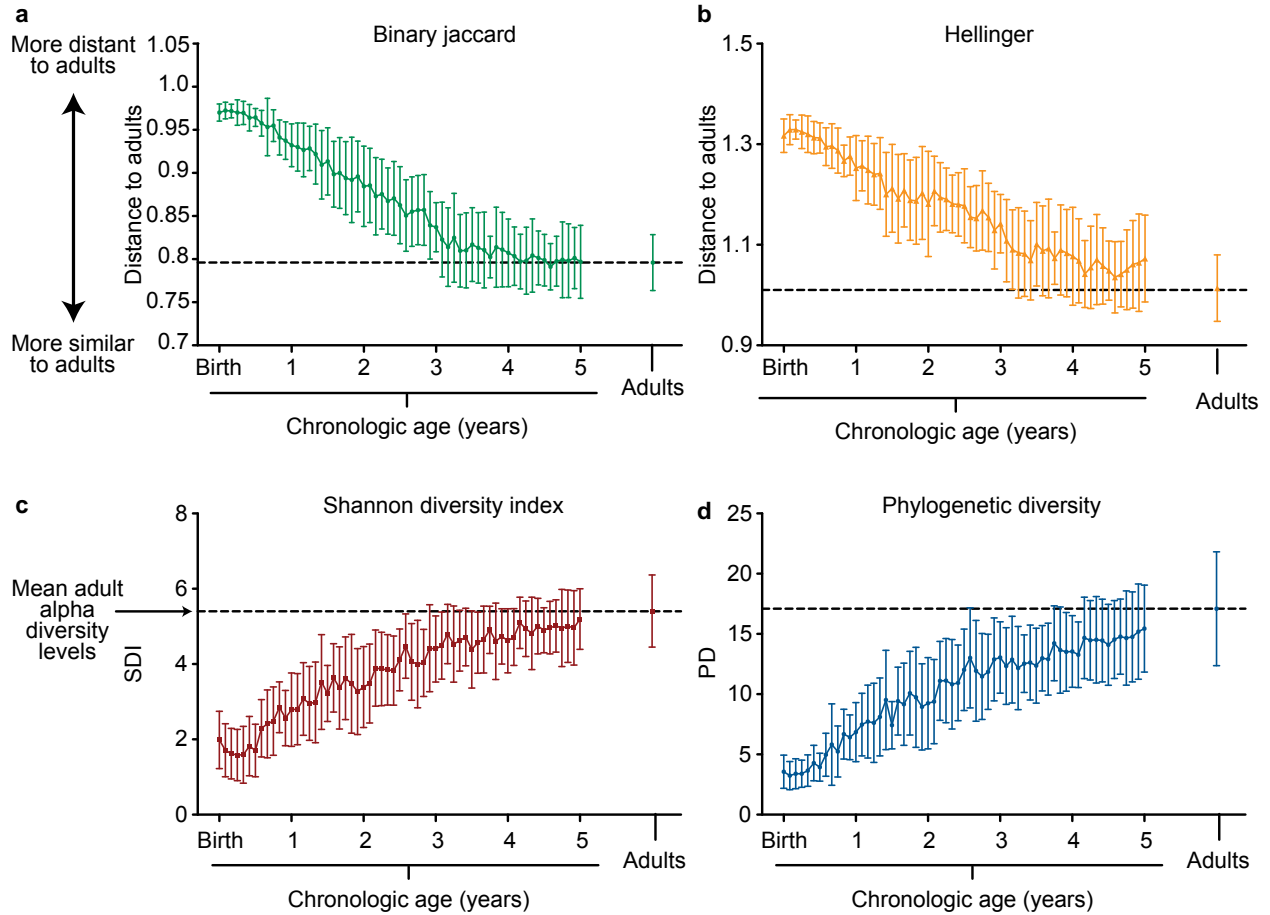 a
Binary jaccard
More distant
to adults
More similar
to adults
Distance to adults
1.05
1.0
0.95
0.9
0.85
0.8
0.75
0.7
Birth 1 2 3 4 5
Adults
Chronologic age (years)
b
Hellinger
Distance to adults
1.5
1.3
1.1
0.9
Birth 1 2 3 4 5
Adults
Chronologic age (years)
c
Shannon diversity index
Mean adult
alpha
diversity
levels
SDI
8
6
4
2
0
Birth 1 2 3 4 5
Adults
Chronologic age (years)
d
Phylogenetic diversity
PD
25
20
15
10
5
0
Birth 1 2 3 4 5
Adults
Chronologic age (years)